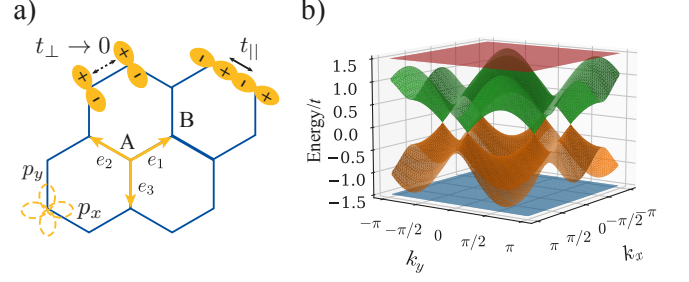 a)
t⊥ → 0
t||
+
-
+
-
-
+
-
+
A
B
e2
e1
e3
py
px
b)
Energy/t
1.5
1.0
0.5
0.0
−0.5
−1.0
−1.5
−π
−π/2
0
π/2
π
ky
π
π/2
0
−π/2
−π
kx